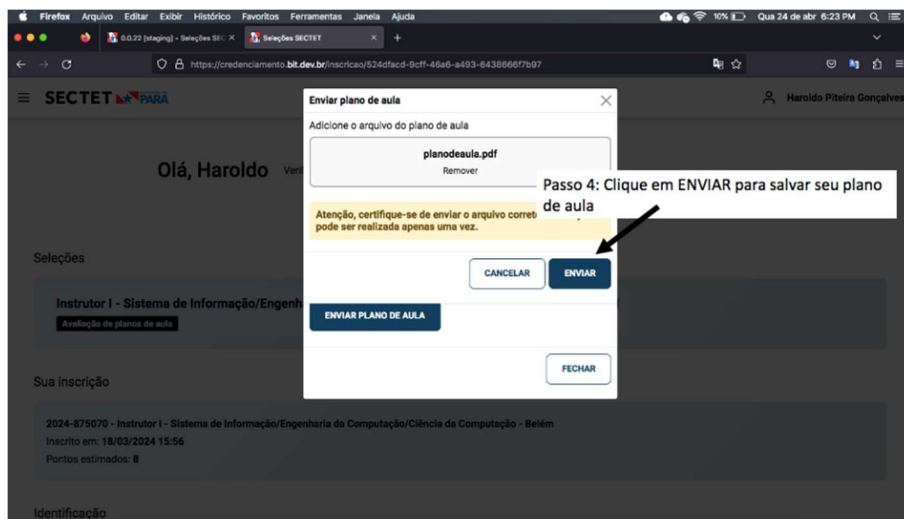 Firefox Arquivo Editar Exibir Histórico Favoritos Ferramentas Janela Ajuda 10% Qua 24 de abr 6:23 PM
0.0.22 [staging] - Seleções SEC × Seleções SECTET × +
https://credenciamento.bit.dev.br/inscricao/524dfacd-9cff-46a6-a493-6438666f7b97
SECTET PARÁ
Haroldo Piteira Gonçalves
Enviar plano de aula
Adicione o arquivo do plano de aula
planodeaula.pdf
Remover
Olá, Haroldo
Passo 4: Clique em ENVIAR para salvar seu plano
de aula
Atenção, certifique-se de enviar o arquivo correto
pode ser realizada apenas uma vez.
CANCELAR ENVIAR
Seleções
Instrutor I - Sistema de Informação/Engenh
Avaliação de planos de aula
ENVIAR PLANO DE AULA
FECHAR
Sua inscrição
2024-875070 - Instrutor I - Sistema de Informação/Engenharia da Computação/Ciência da Computação - Belém
Inscrito em: 18/03/2024 15:56
Pontos estimados: 8
Identificação